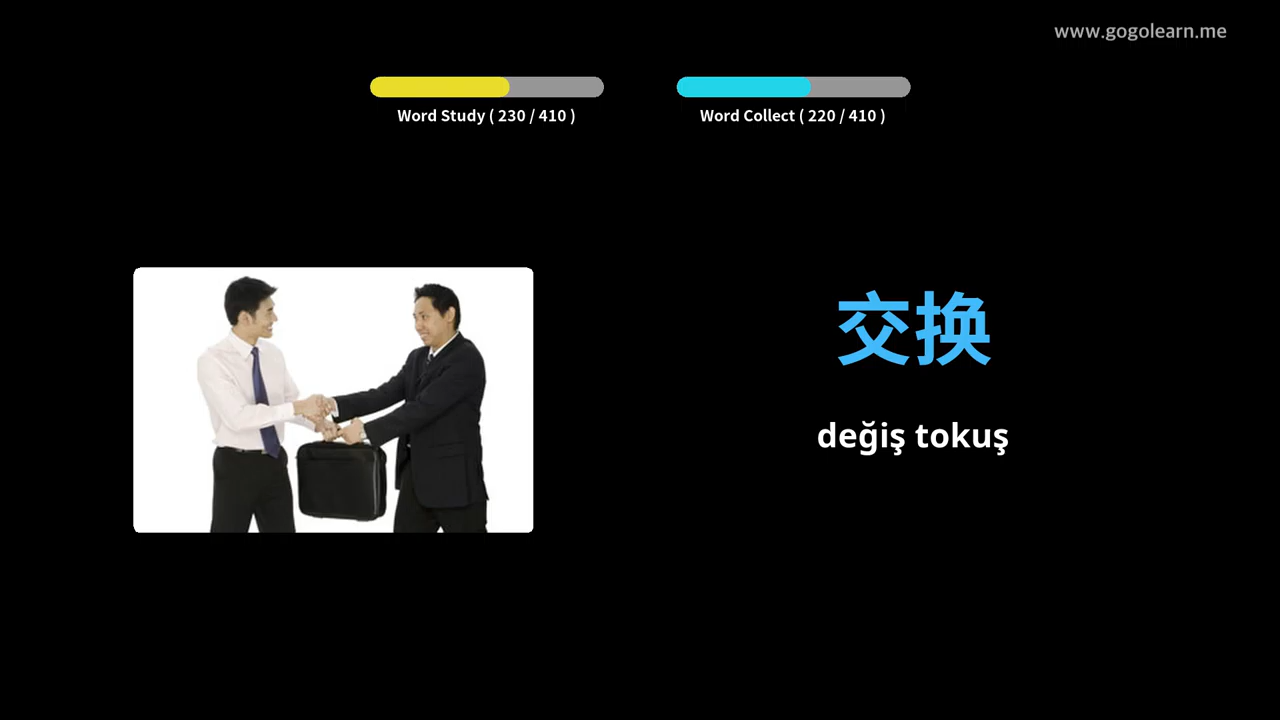 www.gogolearn.me
Word Study ( 230 / 410 )
Word Collect ( 220 / 410 )
交换
değiş tokuş